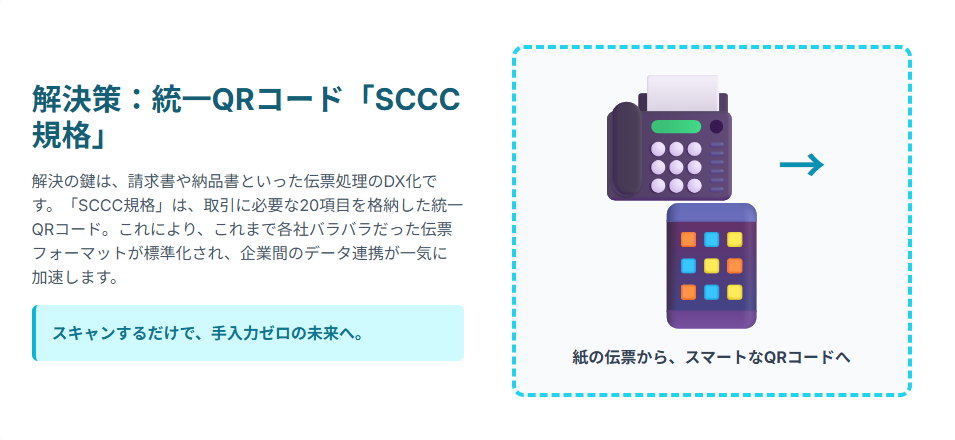 解決策：統一QRコード「SCCC
規格」
解決の鍵は、請求書や納品書といった伝票処理のDX化で
す。「SCCC規格」は、取引に必要な20項目を格納した統一
QRコード。これにより、これまで各社バラバラだった伝票
フォーマットが標準化され、企業間のデータ連携が一気に
加速します。
スキャンするだけで、手入力ゼロの未来へ。
→
紙の伝票から、スマートなQRコードへ